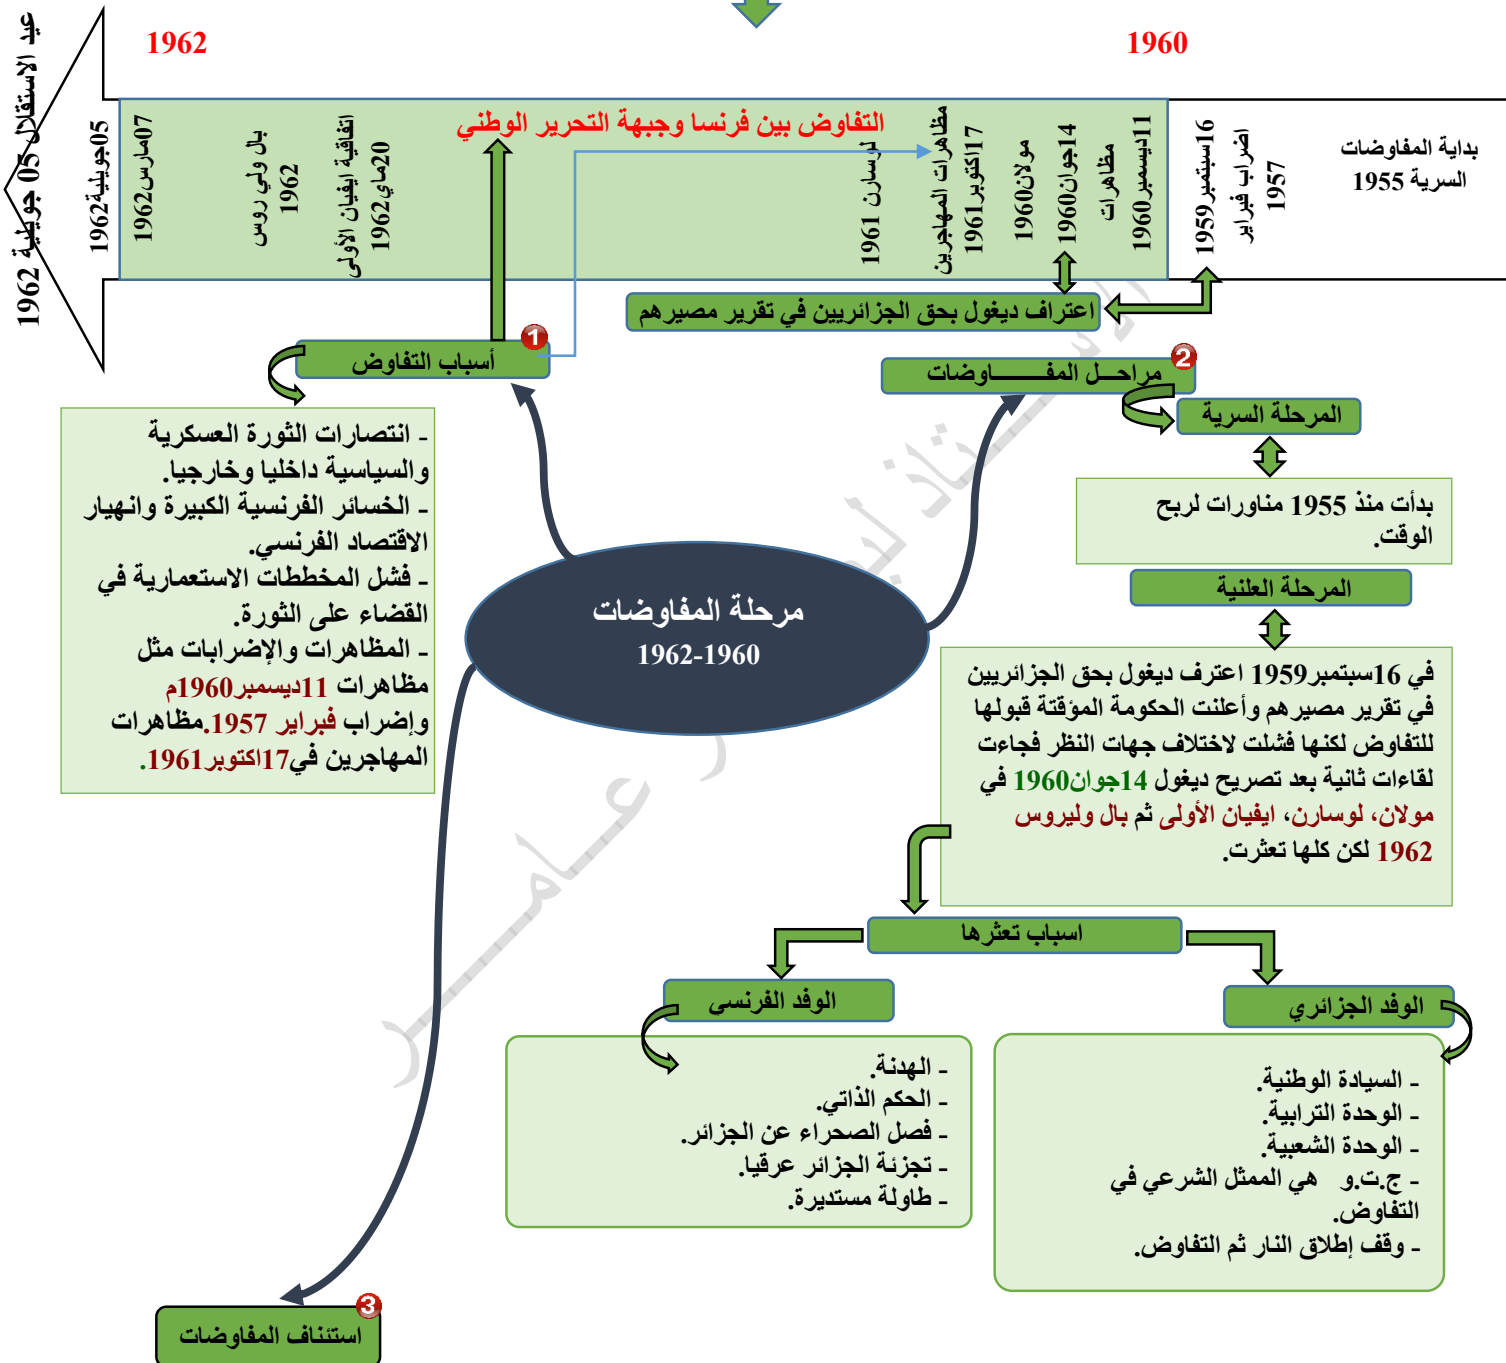 1960
1962
بداية المفاوضات
السرية 1955
اضراب فبراير
1957
16سبتمبر1959
11ديسمبر1960
مظاهرات
14جوان1960
مولان1960
17اكتوبر1961
مظاهرات المهاجرين
لوسارن 1961
التفاوض بين فرنسا وجبهة التحرير الوطني
20ماي1962
اتفاقية ايفيان الأولى
بال ولي روس
1962
07مارس1962
05جويلية1962
عيد الاستقلال 05 جويلية 1962
اعتراف ديغول بحق الجزائريين في تقرير مصيرهم
1
أسباب التفاوض
- انتصارات الثورة العسكرية
والسياسية داخليا وخارجيا.
- الخسائر الفرنسية الكبيرة وانهيار
الاقتصاد الفرنسي.
- فشل المخططات الاستعمارية في
القضاء على الثورة.
- المظاهرات والإضرابات مثل
مظاهرات 11ديسمبر1960م
وإضراب فبراير 1957.مظاهرات
المهاجرين في17اكتوبر1961.
مرحلة المفاوضات
1960-1962
2
مراحــل المفـــــــاوضات
المرحلة السرية
بدأت منذ 1955 مناورات لربح
الوقت.
المرحلة العلنية
في 16سبتمبر1959 اعترف ديغول بحق الجزائريين
في تقرير مصيرهم وأعلنت الحكومة المؤقتة قبولها
للتفاوض لكنها فشلت لاختلاف جهات النظر فجاءت
لقاءات ثانية بعد تصريح ديغول 14جوان1960 في
مولان، لوسارن، ايفيان الأولى ثم بال وليروس
1962 لكن كلها تعثرت.
اسباب تعثرها
الوفد الجزائري
- السيادة الوطنية.
- الوحدة الترابية.
- الوحدة الشعبية.
- ج.ت.و هي الممثل الشرعي في
التفاوض.
- وقف إطلاق النار ثم التفاوض.
الوفد الفرنسي
- الهدنة.
- الحكم الذاتي.
- فصل الصحراء عن الجزائر.
- تجزئة الجزائر عرقيا.
- طاولة مستديرة.
3
استئناف المفاوضات